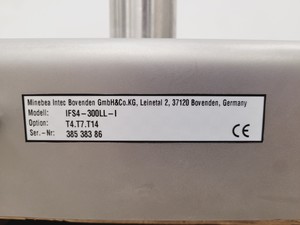 Minebea Intec Bovenden GmbH&Co.KG, Leinetal 2, 37120 Bovenden, Germany
Modell: IFS4-300LL-I
Option: T4.T7.T14
Ser.-Nr: 385 383 86
CE